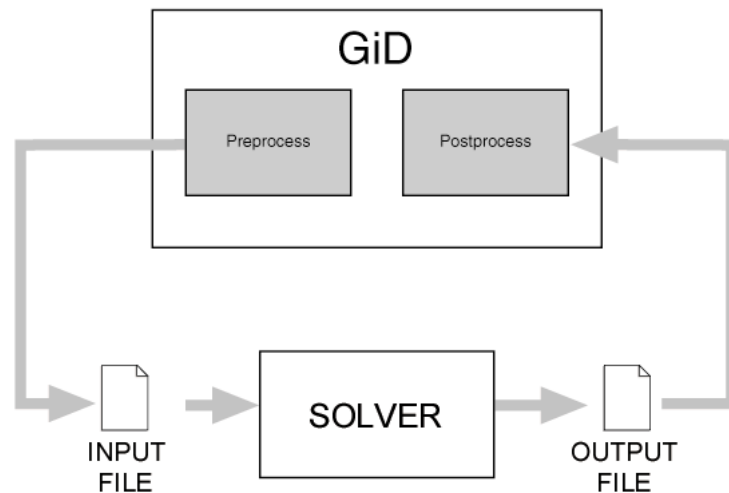 GiD
Preprocess
Postprocess
INPUT
FILE
SOLVER
OUTPUT
FILE